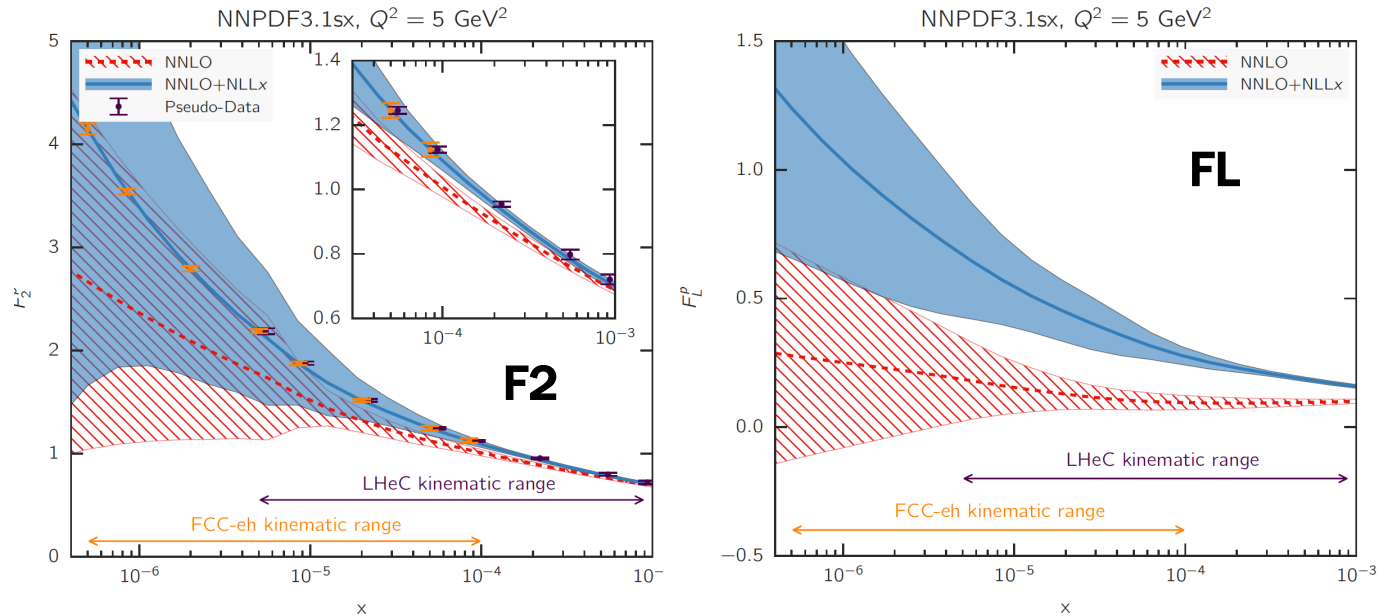 NNPDF3.1sx, Q² = 5 GeV²
5
4
3
2
1
0
NNLO
NNLO+NLLx
Pseudo-Data
1.4
1.2
1.0
0.8
0.6
10⁻⁴
10⁻³
F2
LHeC kinematic range
FCC-eh kinematic range
10⁻⁶
10⁻⁵
10⁻⁴
10⁻
x
NNPDF3.1sx, Q² = 5 GeV²
1.5
1.0
0.5
0.0
−0.5
F_L^p
NNLO
NNLO+NLLx
FL
LHeC kinematic range
FCC-eh kinematic range
10⁻⁶
10⁻⁵
10⁻⁴
10⁻³
x